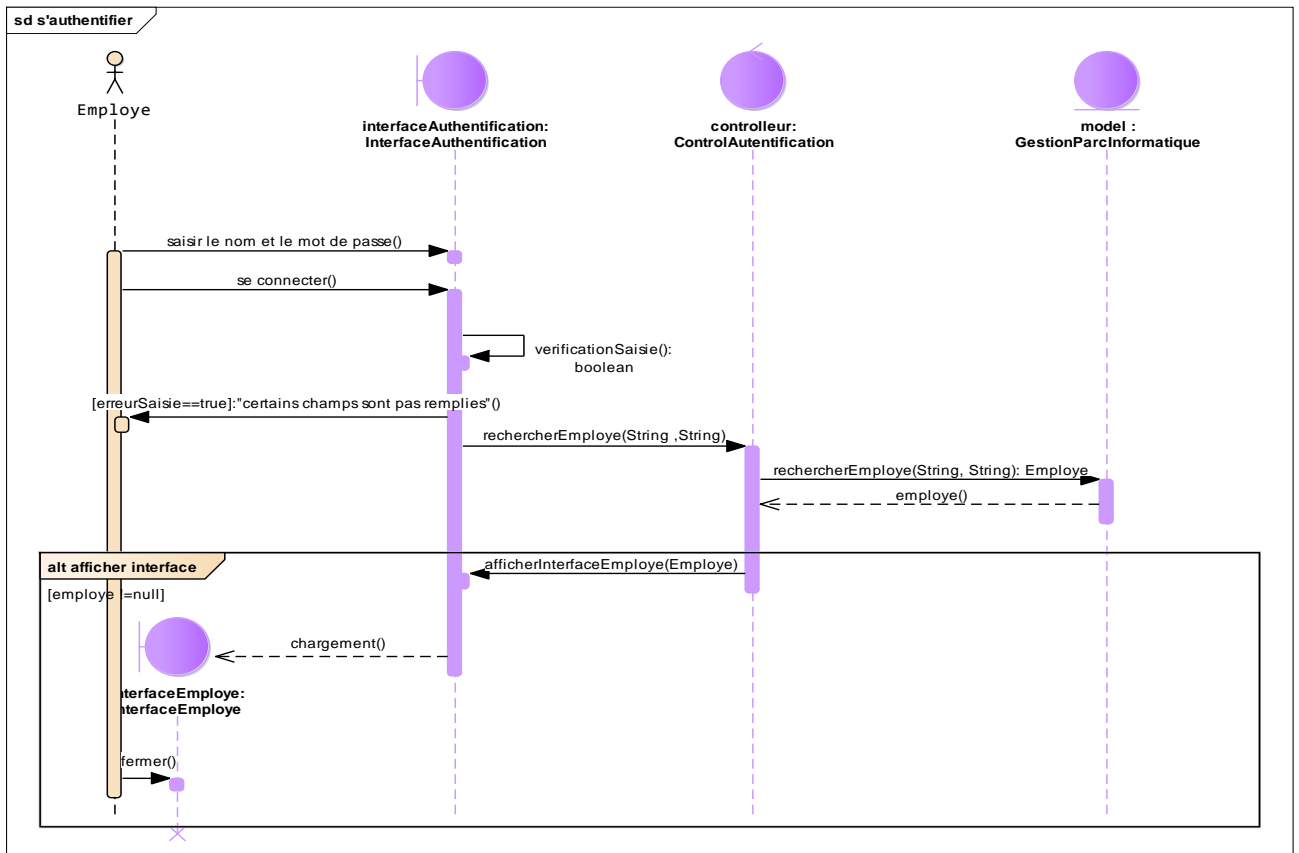 sd s'authentifier
Employe
interfaceAuthentification:
InterfaceAuthentification
controlleur:
ControlAutentification
model :
GestionParcInformatique
saisir le nom et le mot de passe()
se connecter()
verificationSaisie():
boolean
[erreurSaisie==true]:"certains champs sont pas remplies"()
rechercherEmploye(String ,String)
rechercherEmploye(String, String): Employe
employe()
alt afficher interface
afficherInterfaceEmploye(Employe)
[employe !=null]
chargement()
nterfaceEmploye:
nterfaceEmploye
fermer()